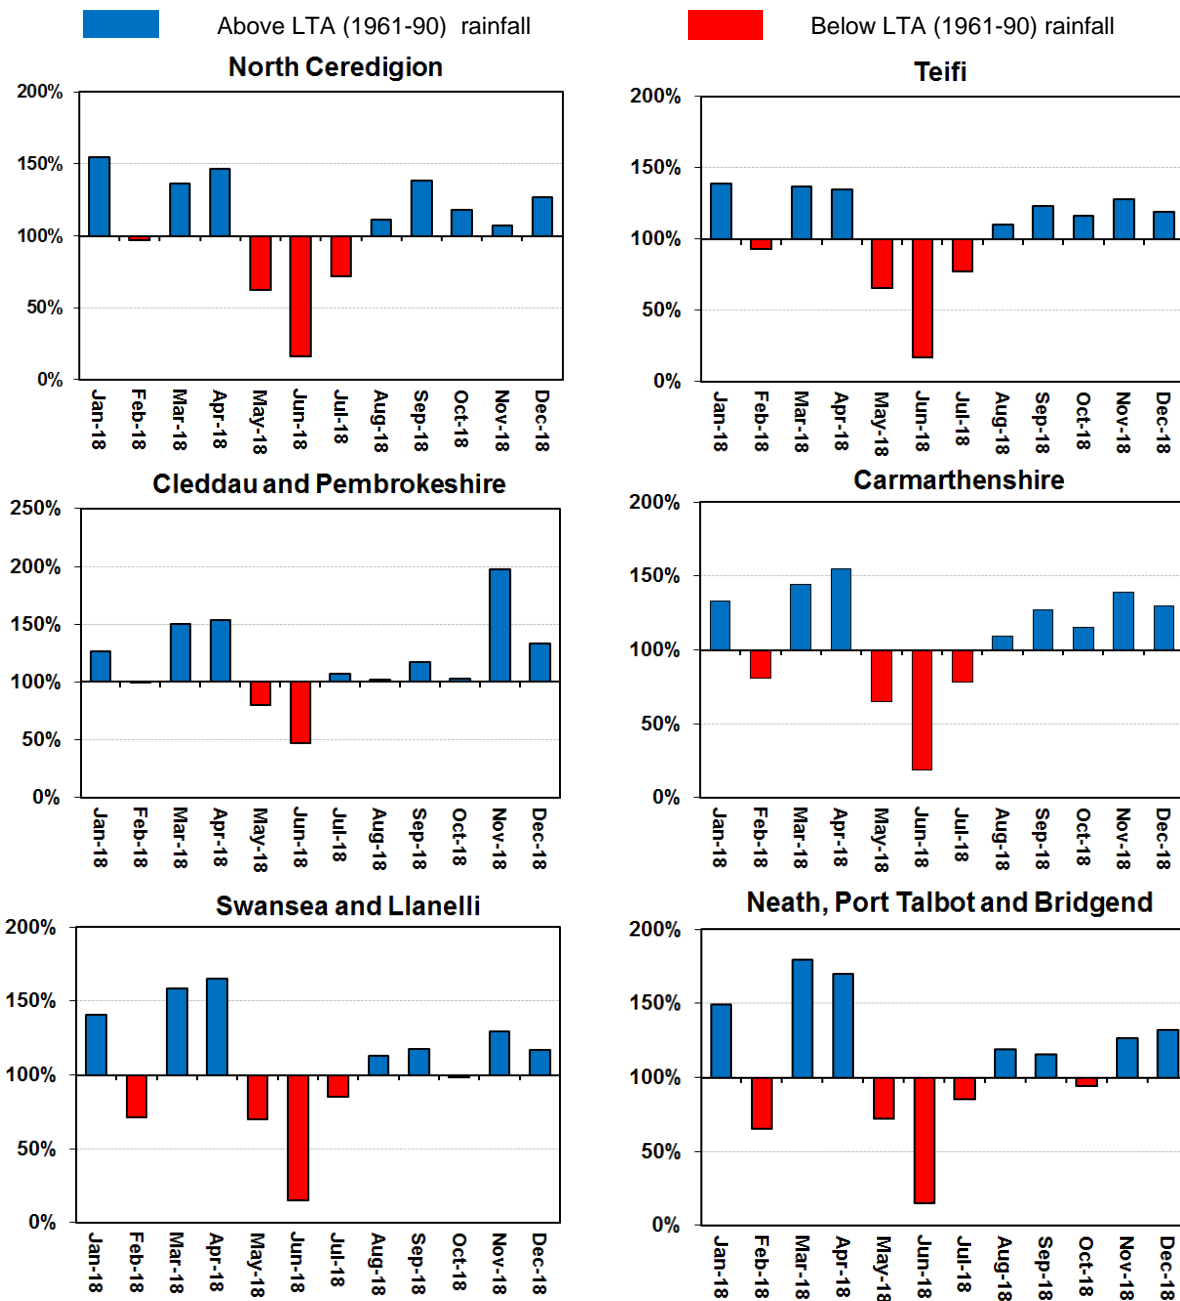 Above LTA (1961-90) rainfall
Below LTA (1961-90) rainfall
North Ceredigion
200%
150%
100%
50%
0%
Jan-18
Feb-18
Mar-18
Apr-18
May-18
Jun-18
Jul-18
Aug-18
Sep-18
Oct-18
Nov-18
Dec-18
Teifi
200%
150%
100%
50%
0%
Jan-18
Feb-18
Mar-18
Apr-18
May-18
Jun-18
Jul-18
Aug-18
Sep-18
Oct-18
Nov-18
Dec-18
Cleddau and Pembrokeshire
250%
200%
150%
100%
50%
0%
Jan-18
Feb-18
Mar-18
Apr-18
May-18
Jun-18
Jul-18
Aug-18
Sep-18
Oct-18
Nov-18
Dec-18
Carmarthenshire
200%
150%
100%
50%
0%
Jan-18
Feb-18
Mar-18
Apr-18
May-18
Jun-18
Jul-18
Aug-18
Sep-18
Oct-18
Nov-18
Dec-18
Swansea and Llanelli
200%
150%
100%
50%
0%
Jan-18
Feb-18
Mar-18
Apr-18
May-18
Jun-18
Jul-18
Aug-18
Sep-18
Oct-18
Nov-18
Dec-18
Neath, Port Talbot and Bridgend
200%
150%
100%
50%
0%
Jan-18
Feb-18
Mar-18
Apr-18
May-18
Jun-18
Jul-18
Aug-18
Sep-18
Oct-18
Nov-18
Dec-18